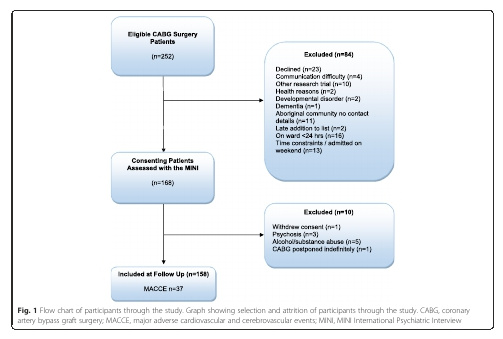 Eligible CABG Surgery
Patients
(n=252)
Excluded (n=84)
Declined (n=23)
Communication difficulty (n=4)
Other research trial (n=10)
Health reasons (n=2)
Developmental disorder (n=2)
Dementia (n=1)
Aboriginal community no contact
details (n=11)
Late addition to list (n=2)
On ward <24 hrs (n=16)
Time constraints / admitted on
weekend (n=13)
Consenting Patients
Assessed with the MINI
(n=168)
Excluded (n=10)
Withdrew consent (n=1)
Psychosis (n=3)
Alcohol/substance abuse (n=5)
CABG postponed indefinitely (n=1)
Included at Follow Up (n=158)
MACCE n=37
Fig. 1 Flow chart of participants through the study. Graph showing selection and attrition of participants through the study. CABG, coronary
artery bypass graft surgery; MACCE, major adverse cardiovascular and cerebrovascular events; MINI, MINI International Psychiatric Interview